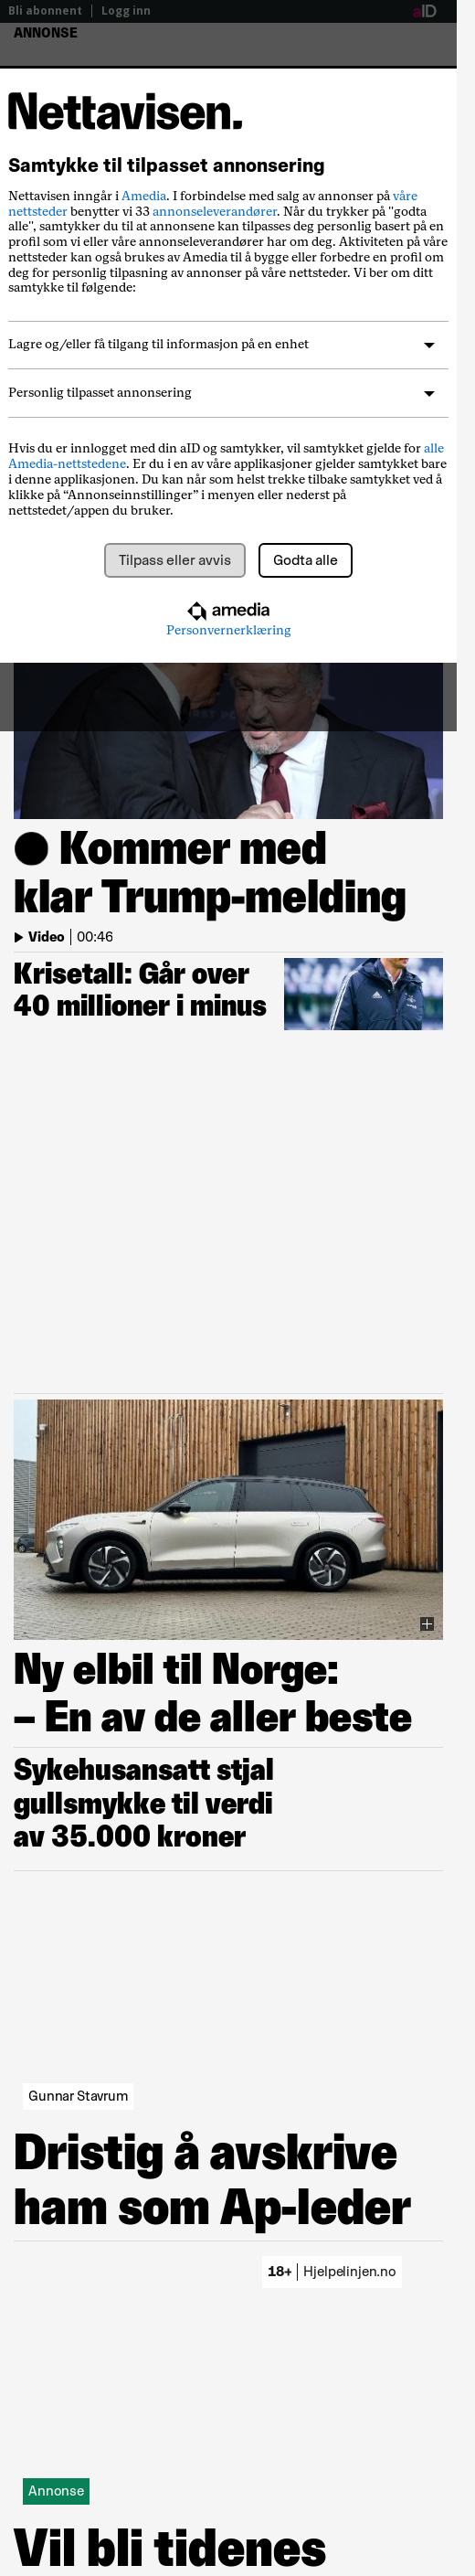 Bli abonnent | Logg inn
aID
ANNONSE
Nettavisen.
Samtykke til tilpasset annonsering
Nettavisen inngår i Amedia. I forbindelse med salg av annonser på våre
nettsteder benytter vi 33 annonseleverandører. Når du trykker på "godta
alle", samtykker du til at annonsene kan tilpasses deg personlig basert på en
profil som vi eller våre annonseleverandører har om deg. Aktiviteten på våre
nettsteder kan også brukes av Amedia til å bygge eller forbedre en profil om
deg for personlig tilpasning av annonser på våre nettsteder. Vi ber om ditt
samtykke til følgende:
Lagre og/eller få tilgang til informasjon på en enhet
Personlig tilpasset annonsering
Hvis du er innlogget med din aID og samtykker, vil samtykket gjelde for alle
Amedia-nettstedene. Er du i en av våre applikasjoner gjelder samtykket bare
i denne applikasjonen. Du kan når som helst trekke tilbake samtykket ved å
klikke på “Annonseinnstillinger” i menyen eller nederst på
nettstedet/appen du bruker.
Tilpass eller avvis
Godta alle
amedia
Personvernerklæring
Kommer med
klar Trump-melding
Video | 00:46
Krisetall: Går over
40 millioner i minus
Ny elbil til Norge:
– En av de aller beste
Sykehusansatt stjal
gullsmykke til verdi
av 35.000 kroner
Gunnar Stavrum
Dristig å avskrive
ham som Ap-leder
18+ | Hjelpelinjen.no
Annonse
Vil bli tidenes